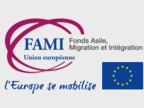 FAMI
Union européenne
Fonds Asile,
Migration et Intégration
l'Europe se mobilise